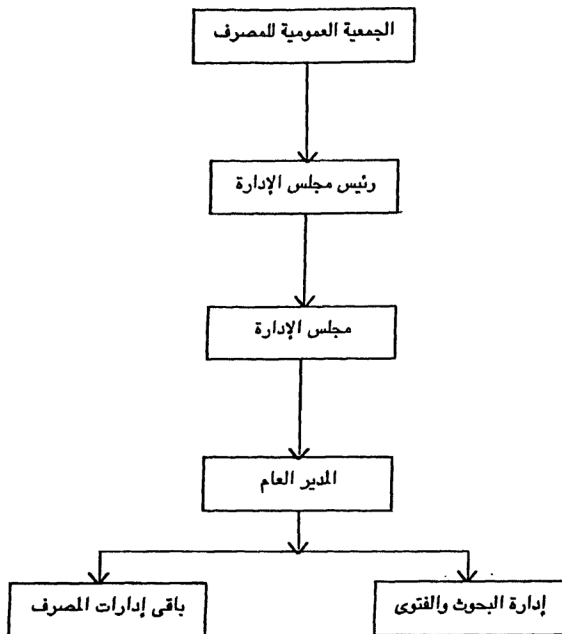 الجمعية العمومية للمصرف
رئيس مجلس الإدارة
مجلس الإدارة
المدير العام
إدارة البحوث والفتوى
باقى إدارات المصرف